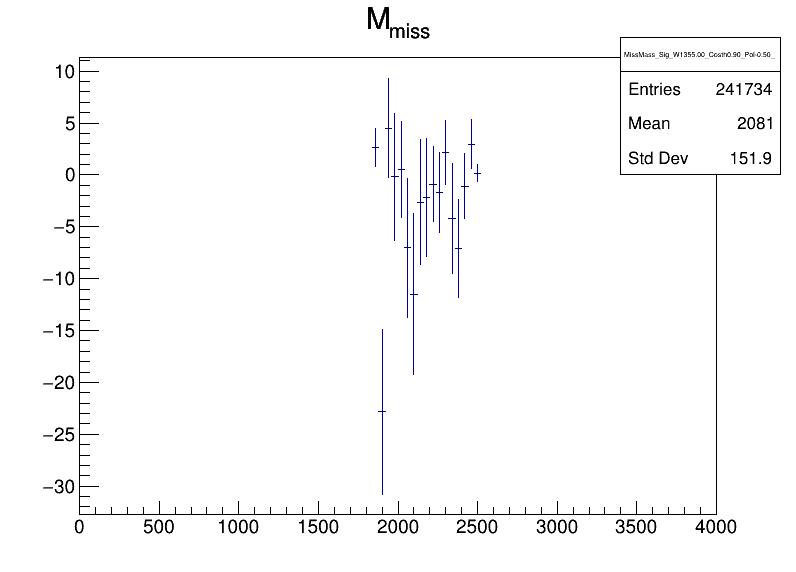 M_miss
MissMass_Sig_W1355.00_Costh0.90_Pol-0.50_
Entries 241734
Mean 2081
Std Dev 151.9
10
5
0
−5
−10
−15
−20
−25
−30
0 500 1000 1500 2000 2500 3000 3500 4000